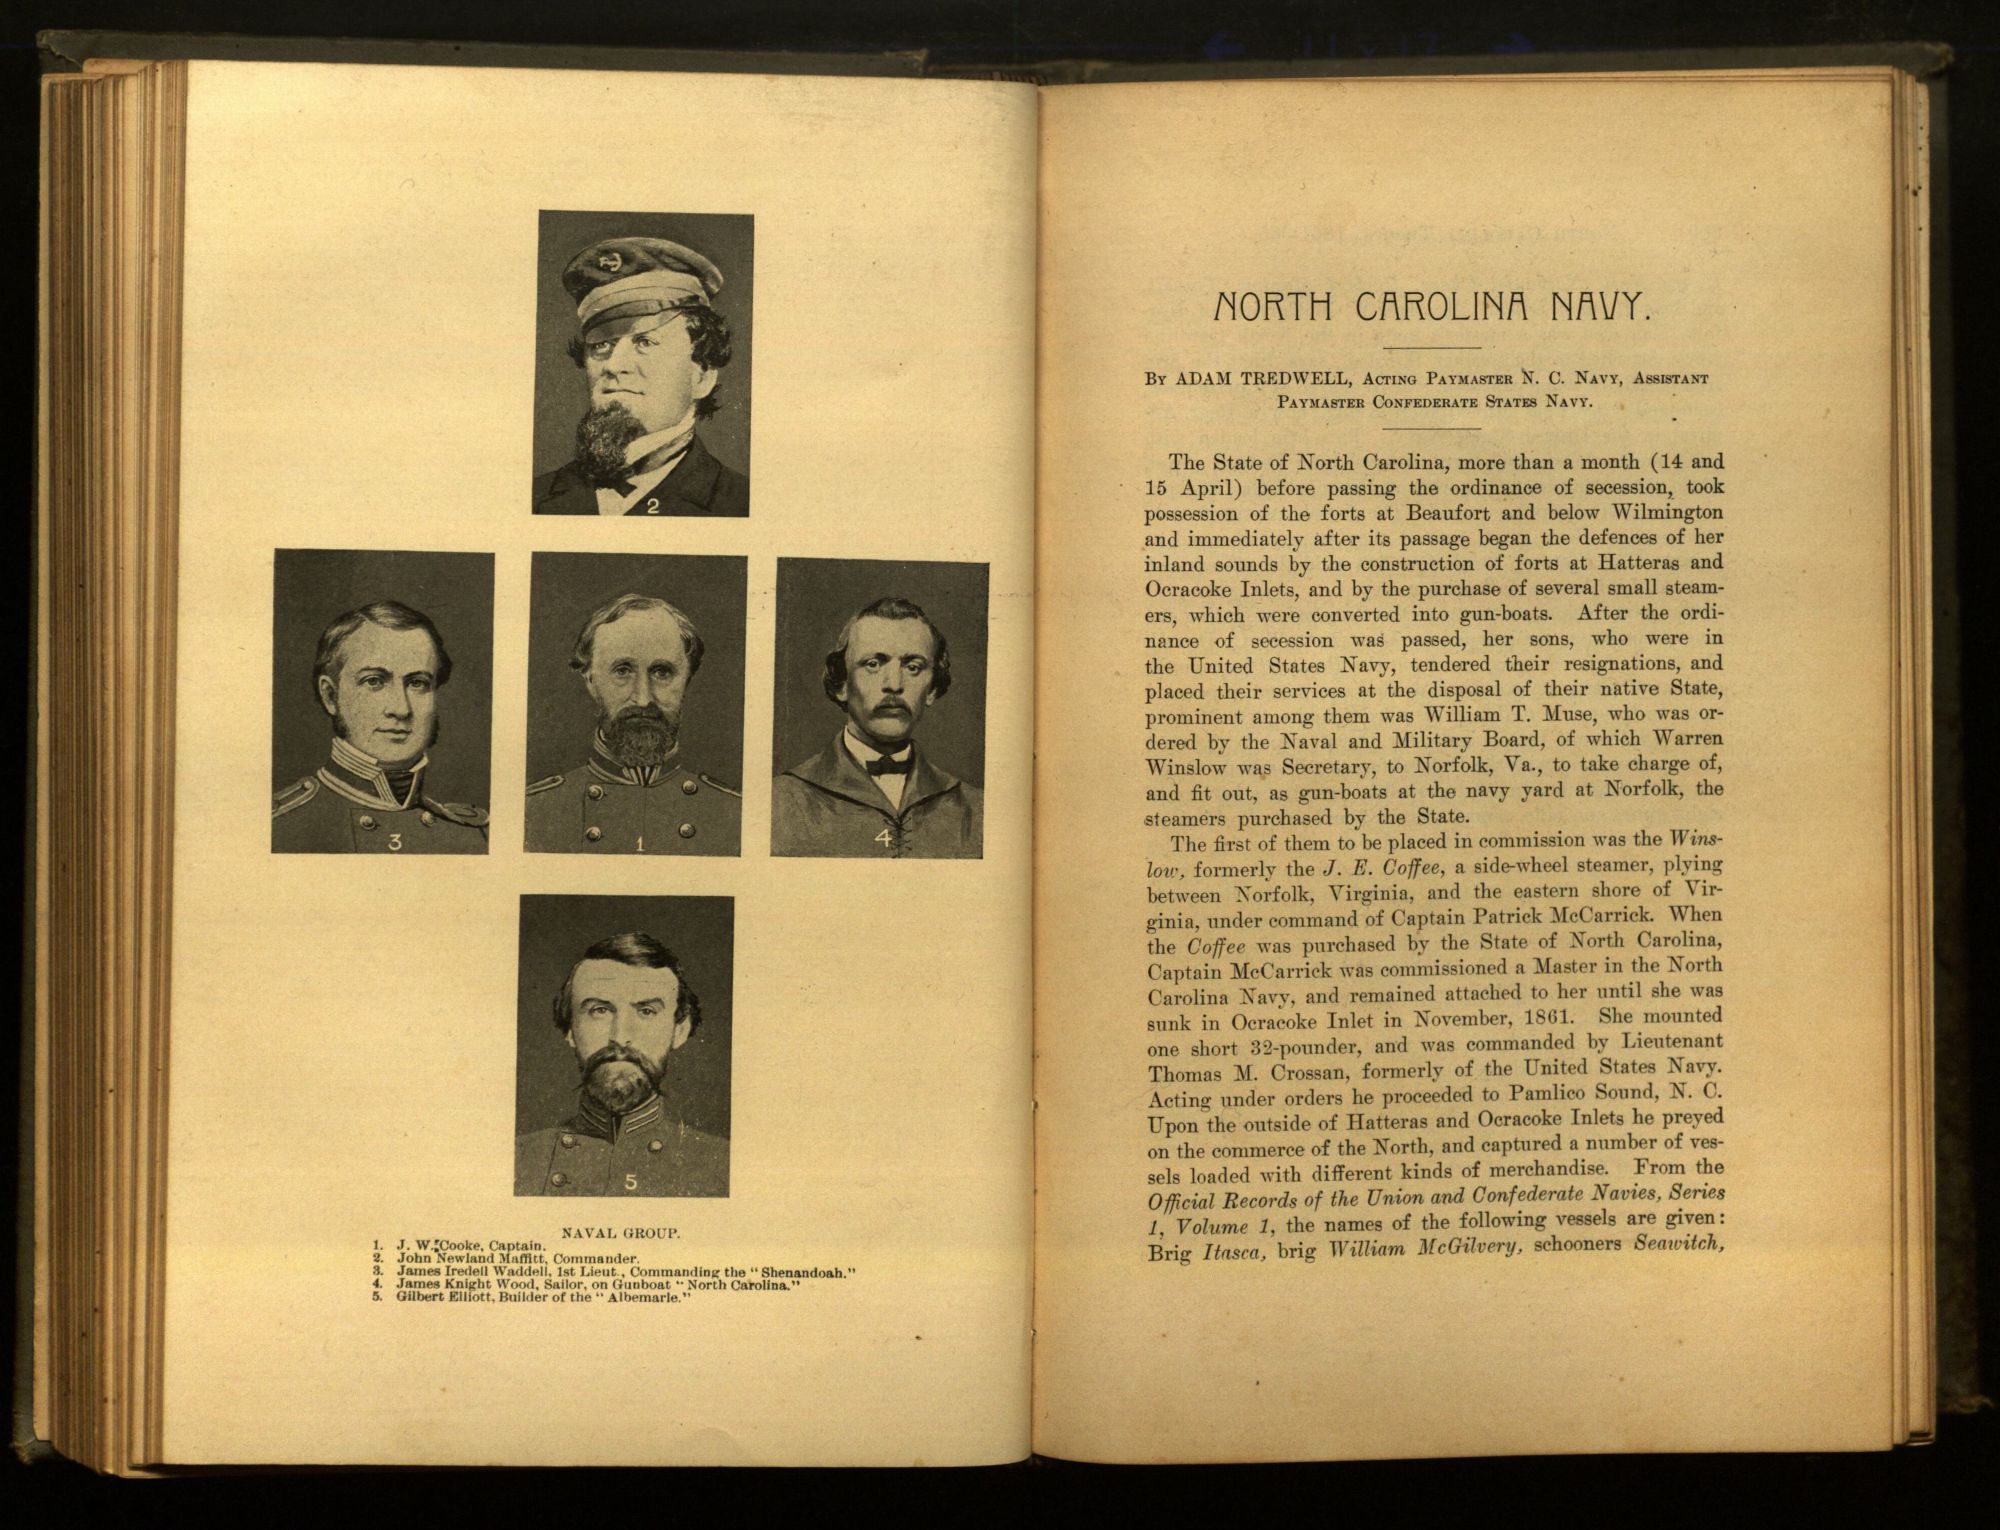 2
3
1
4
5
NAVAL GROUP.
1. J. W. Cooke, Captain.
2. John Newland Maffitt, Commander.
3. James Iredell Waddell, 1st Lieut., Commanding the "Shenandoah."
4. James Knight Wood, Sailor, on Gunboat "North Carolina."
5. Gilbert Elliott, Builder of the "Albemarle."
NORTH CAROLINA NAVY.
By ADAM TREDWELL, Acting Paymaster N. C. Navy, Assistant
Paymaster Confederate States Navy.
The State of North Carolina, more than a month (14 and
15 April) before passing the ordinance of secession, took
possession of the forts at Beaufort and below Wilmington
and immediately after its passage began the defences of her
inland sounds by the construction of forts at Hatteras and
Ocracoke Inlets, and by the purchase of several small steam-
ers, which were converted into gun-boats. After the ordi-
nance of secession was passed, her sons, who were in
the United States Navy, tendered their resignations, and
placed their services at the disposal of their native State,
prominent among them was William T. Muse, who was or-
dered by the Naval and Military Board, of which Warren
Winslow was Secretary, to Norfolk, Va., to take charge of,
and fit out, as gun-boats at the navy yard at Norfolk, the
steamers purchased by the State.
The first of them to be placed in commission was the Wins-
low, formerly the J. E. Coffee, a side-wheel steamer, plying
between Norfolk, Virginia, and the eastern shore of Vir-
ginia, under command of Captain Patrick McCarrick. When
the Coffee was purchased by the State of North Carolina,
Captain McCarrick was commissioned a Master in the North
Carolina Navy, and remained attached to her until she was
sunk in Ocracoke Inlet in November, 1861. She mounted
one short 32-pounder, and was commanded by Lieutenant
Thomas M. Crossan, formerly of the United States Navy.
Acting under orders he proceeded to Pamlico Sound, N. C.
Upon the outside of Hatteras and Ocracoke Inlets he preyed
on the commerce of the North, and captured a number of ves-
sels loaded with different kinds of merchandise. From the
Official Records of the Union and Confederate Navies, Series
1, Volume 1, the names of the following vessels are given:
Brig Itasca, brig William McGilvery, schooners Seawitch,